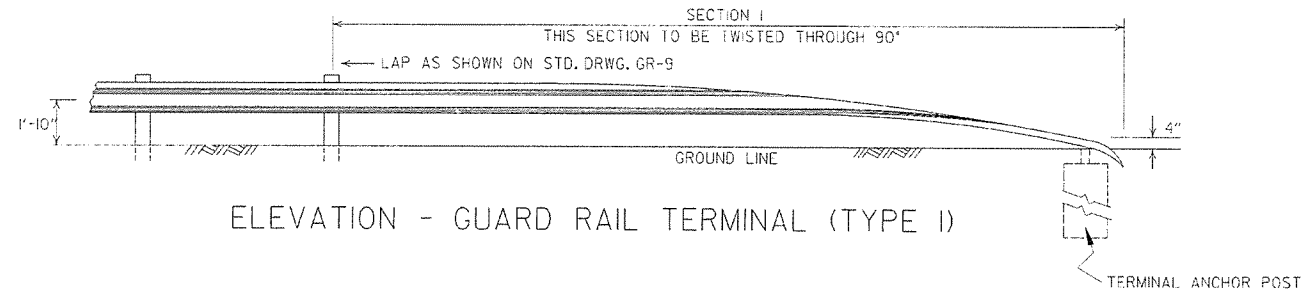 SECTION I
THIS SECTION TO BE TWISTED THROUGH 90°
LAP AS SHOWN ON STD. DRWG. GR-9
1'-10"
4"
GROUND LINE
ELEVATION - GUARD RAIL TERMINAL (TYPE I)
TERMINAL ANCHOR POST